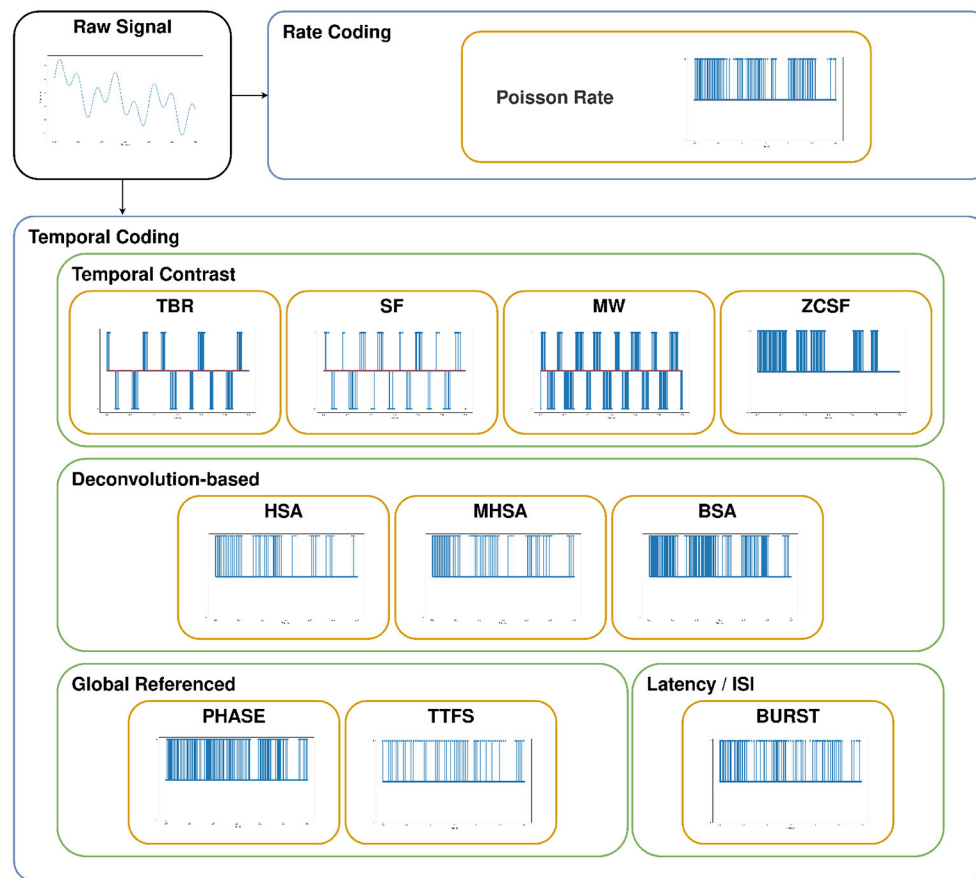 Raw Signal
Rate Coding
Poisson Rate
Temporal Coding
Temporal Contrast
TBR
SF
MW
ZCSF
Deconvolution-based
HSA
MHSA
BSA
Global Referenced
PHASE
TTFS
Latency / ISI
BURST